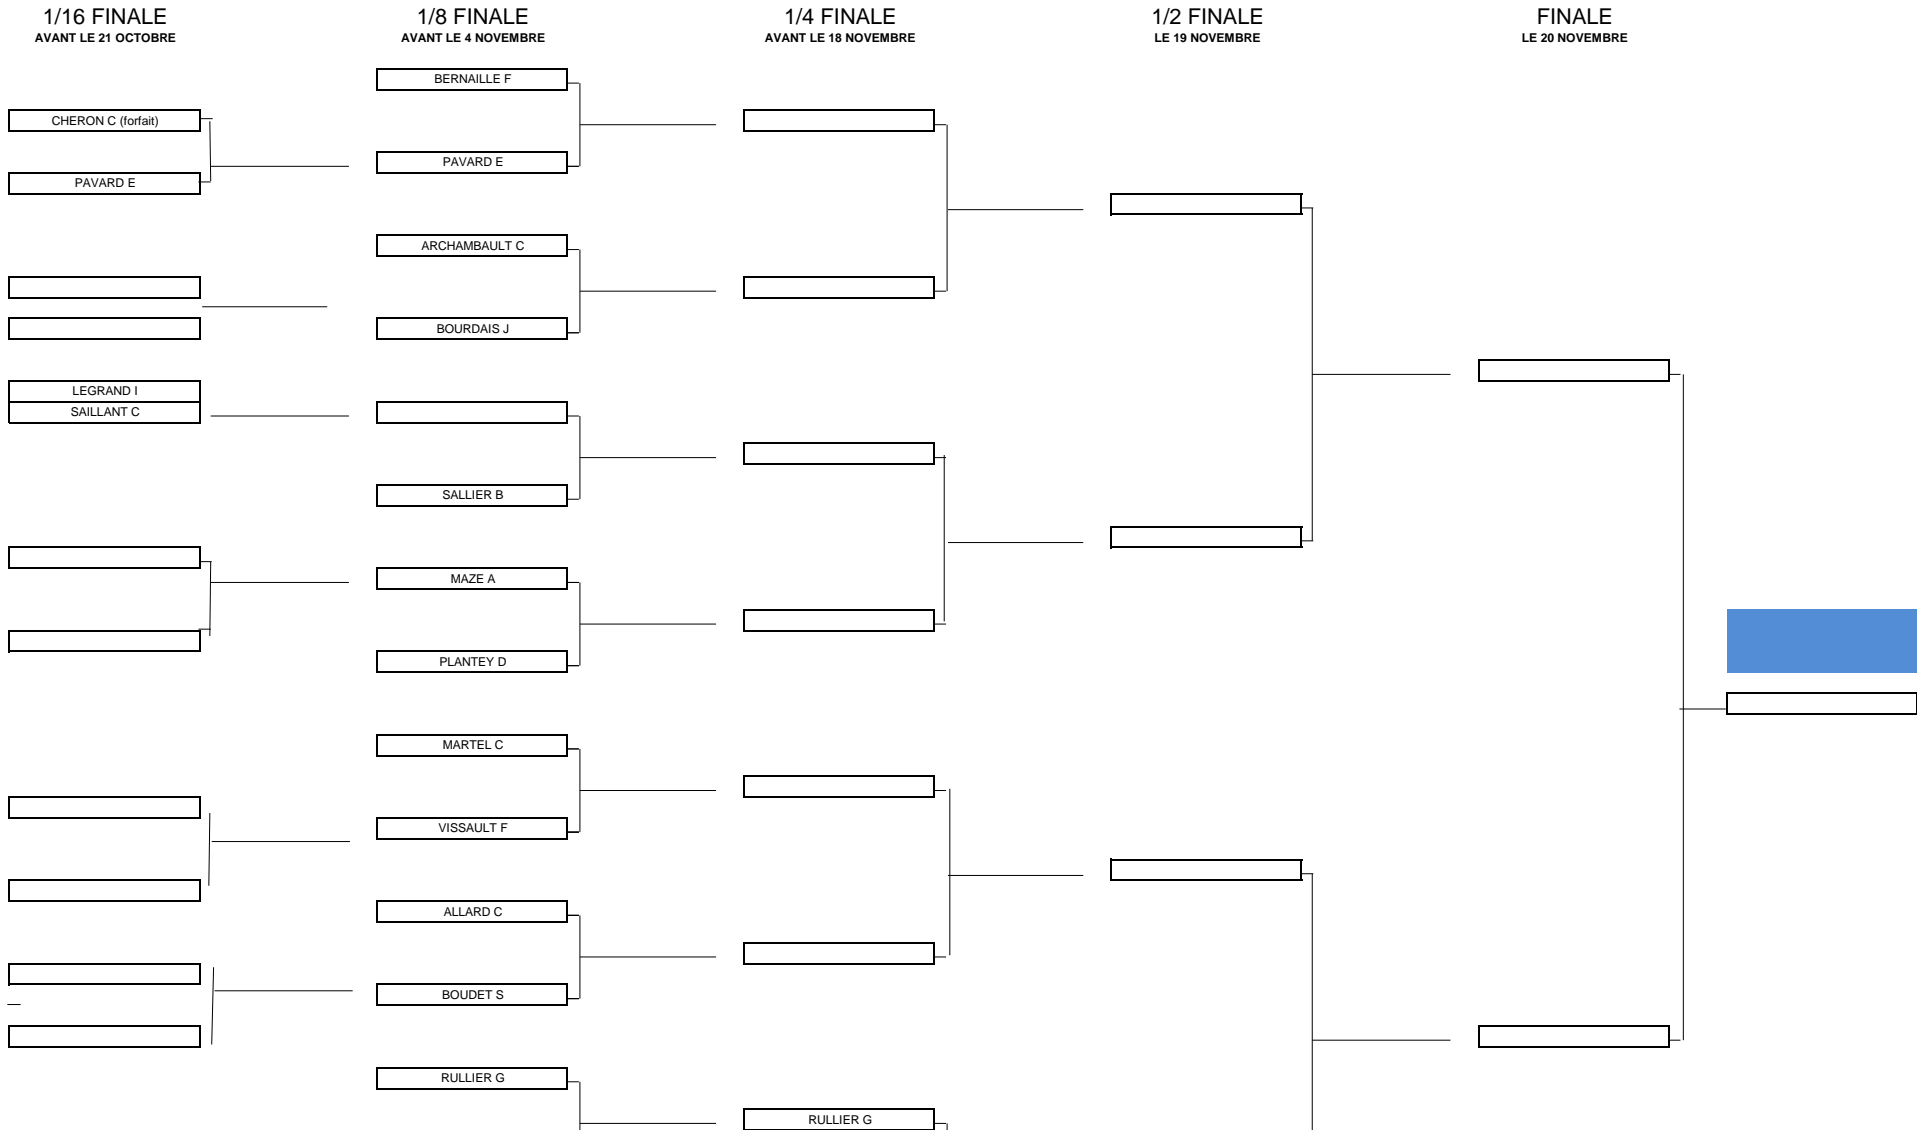 1/16 FINALE
AVANT LE 21 OCTOBRE
1/8 FINALE
AVANT LE 4 NOVEMBRE
1/4 FINALE
AVANT LE 18 NOVEMBRE
1/2 FINALE
LE 19 NOVEMBRE
FINALE
LE 20 NOVEMBRE
CHERON C (forfait)
PAVARD E
LEGRAND I
SAILLANT C
BERNAILLE F
PAVARD E
ARCHAMBAULT C
BOURDAIS J
SALLIER B
MAZE A
PLANTEY D
MARTEL C
VISSAULT F
ALLARD C
BOUDET S
RULLIER G
RULLIER G